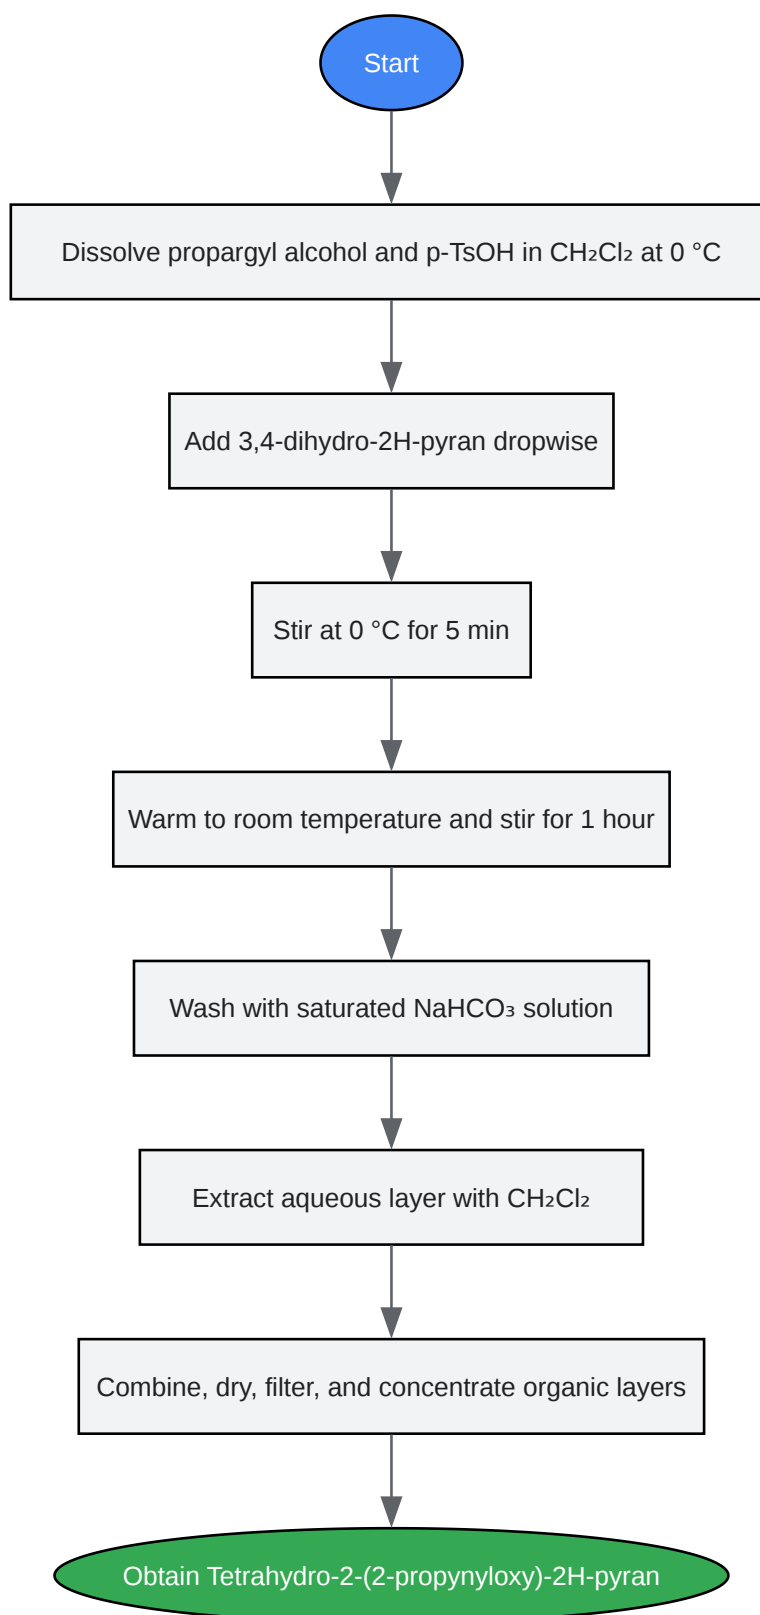 Start
Dissolve propargyl alcohol and p-TsOH in CH₂Cl₂ at 0 °C
Add 3,4-dihydro-2H-pyran dropwise
Stir at 0 °C for 5 min
Warm to room temperature and stir for 1 hour
Wash with saturated NaHCO₃ solution
Extract aqueous layer with CH₂Cl₂
Combine, dry, filter, and concentrate organic layers
Obtain Tetrahydro-2-(2-propynyloxy)-2H-pyran